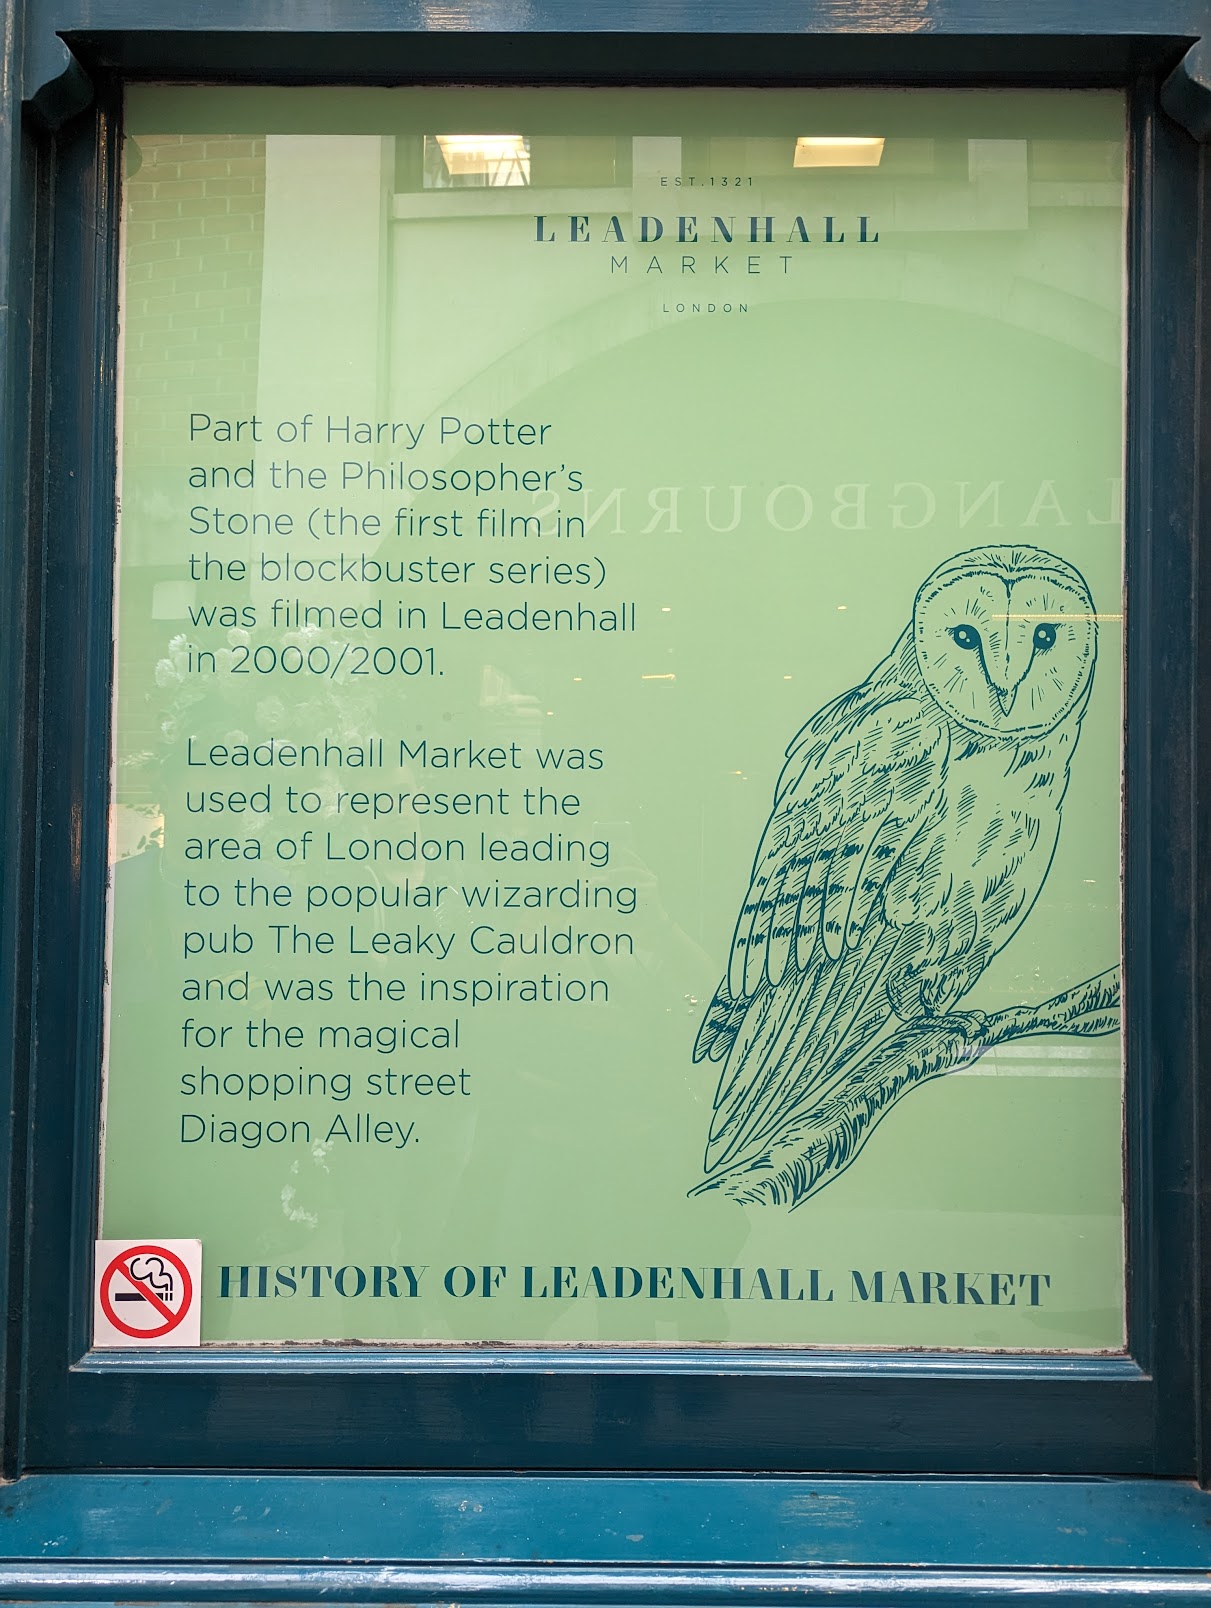 EST.1321
LEADENHALL
MARKET
LONDON
Part of Harry Potter
and the Philosopher’s
Stone (the first film in
the blockbuster series)
was filmed in Leadenhall
in 2000/2001.
LANGBOURNS
Leadenhall Market was
used to represent the
area of London leading
to the popular wizarding
pub The Leaky Cauldron
and was the inspiration
for the magical
shopping street
Diagon Alley.
HISTORY OF LEADENHALL MARKET